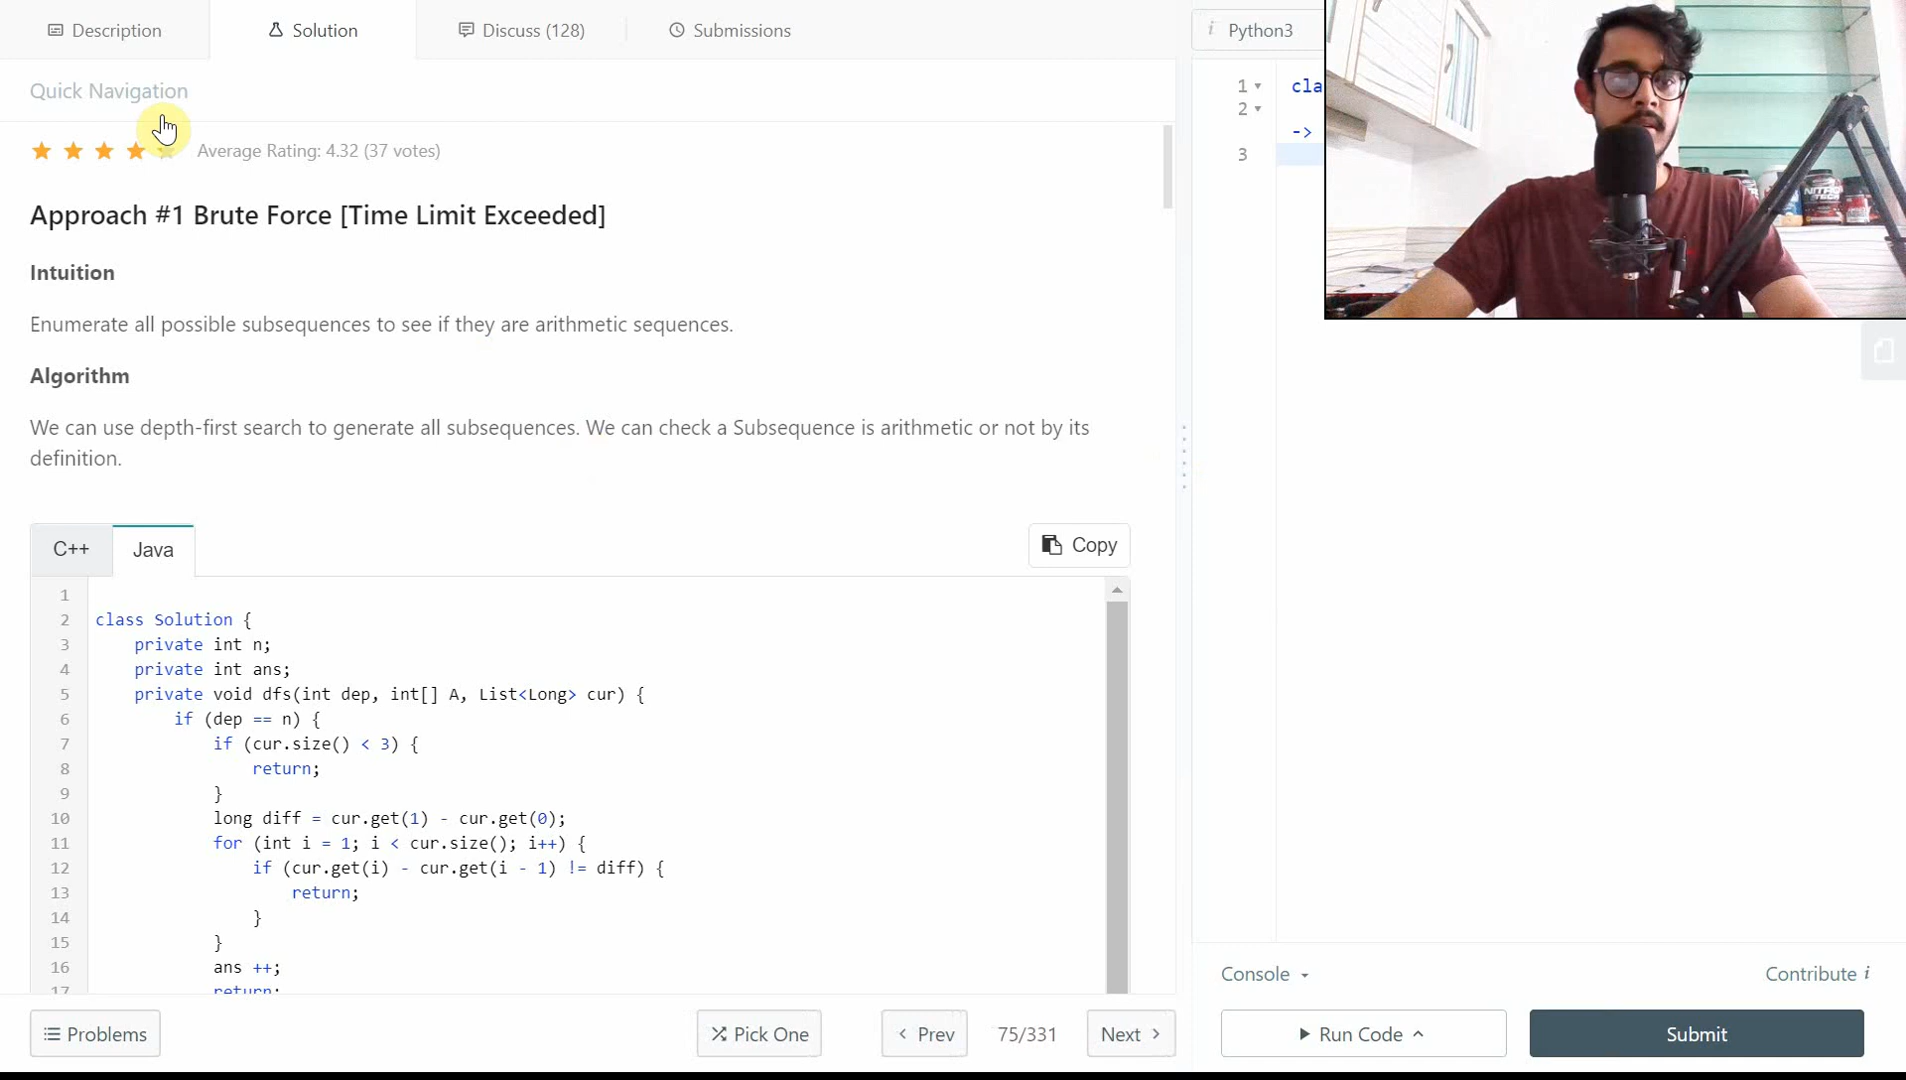 Description
Solution
Discuss (128)
Submissions
i
Python3
Quick Navigation
Average Rating: 4.32 (37 votes)
Approach #1 Brute Force [Time Limit Exceeded]
Intuition
Enumerate all possible subsequences to see if they are arithmetic sequences.
Algorithm
We can use depth-first search to generate all subsequences. We can check a Subsequence is arithmetic or not by its
definition.
C++
Java
Copy
1
2 class Solution {
3 private int n;
4 private int ans;
5 private void dfs(int dep, int[] A, List<Long> cur) {
6 if (dep == n) {
7 if (cur.size() < 3) {
8 return;
9 }
10 long diff = cur.get(1) - cur.get(0);
11 for (int i = 1; i < cur.size(); i++) {
12 if (cur.get(i) - cur.get(i - 1) != diff) {
13 return;
14 }
15 }
16 ans ++;
17 return;
1 cla
2
->
3
NITRO
TECH
Console
Contribute i
Problems
Pick One
Prev
75/331
Next
Run Code
Submit